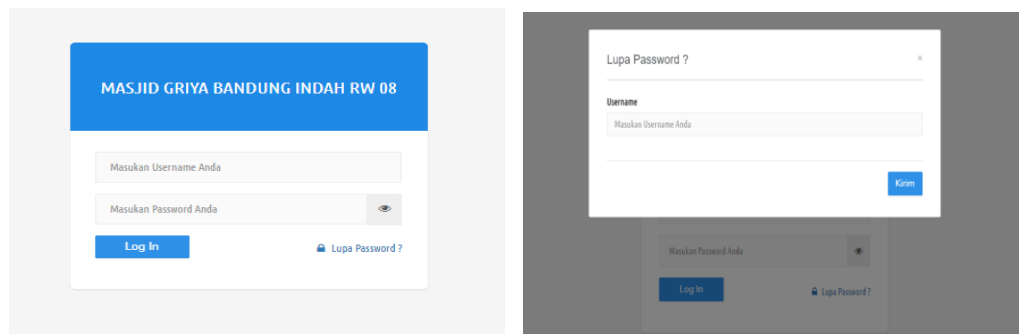 MASJID GRIYA BANDUNG INDAH RW 08
Masukan Username Anda
Masukan Password Anda
Log In
Lupa Password ?
Lupa Password ?
×
Username
Masukan Username Anda
Kirim
Masukan Password Anda
Log In
Lupa Password ?